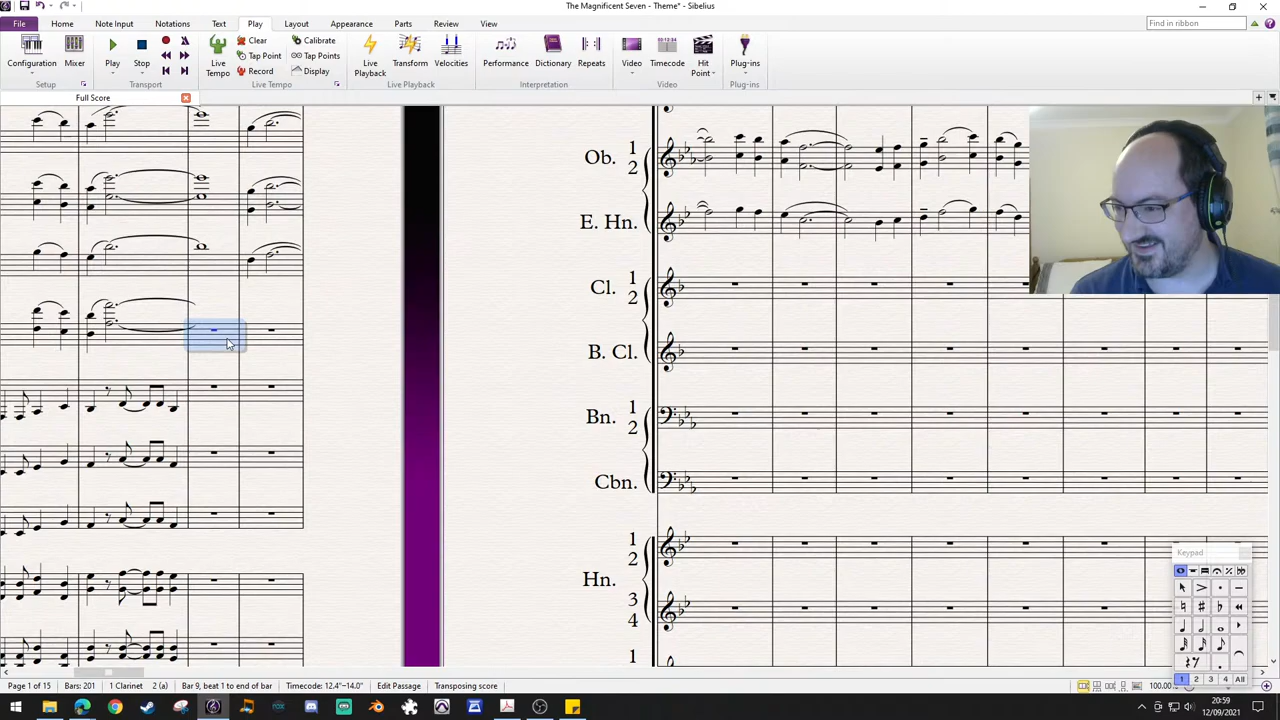 The Magnificent Seven - Theme* - Sibelius
File Home Note Input Notations Text Play Layout Appearance Parts Review View
Find in ribbon
Configuration Mixer
Setup
Play Stop
Transport
Live Tempo
Clear
Tap Point
Record
Calibrate
Tap Points
Display
Live Tempo
Live Playback Transform Velocities
Live Playback
Performance Dictionary Repeats
Interpretation
Video Timecode Hit Point
Video
Plug-ins
Plug-ins
Full Score
Ob. 1 2
E. Hn.
Cl. 1 2
B. Cl.
Bn. 1 2
Cbn.
Hn. 1 2
3 4
1
Keypad
1 2 3 4 All
Page 1 of 15 Bars: 201 1 Clarinet 2 (a) Bar 9, beat 1 to end of bar Timecode: 12.4"–14.0" Edit Passage Transposing score
100.00
20:59
12/09/2021